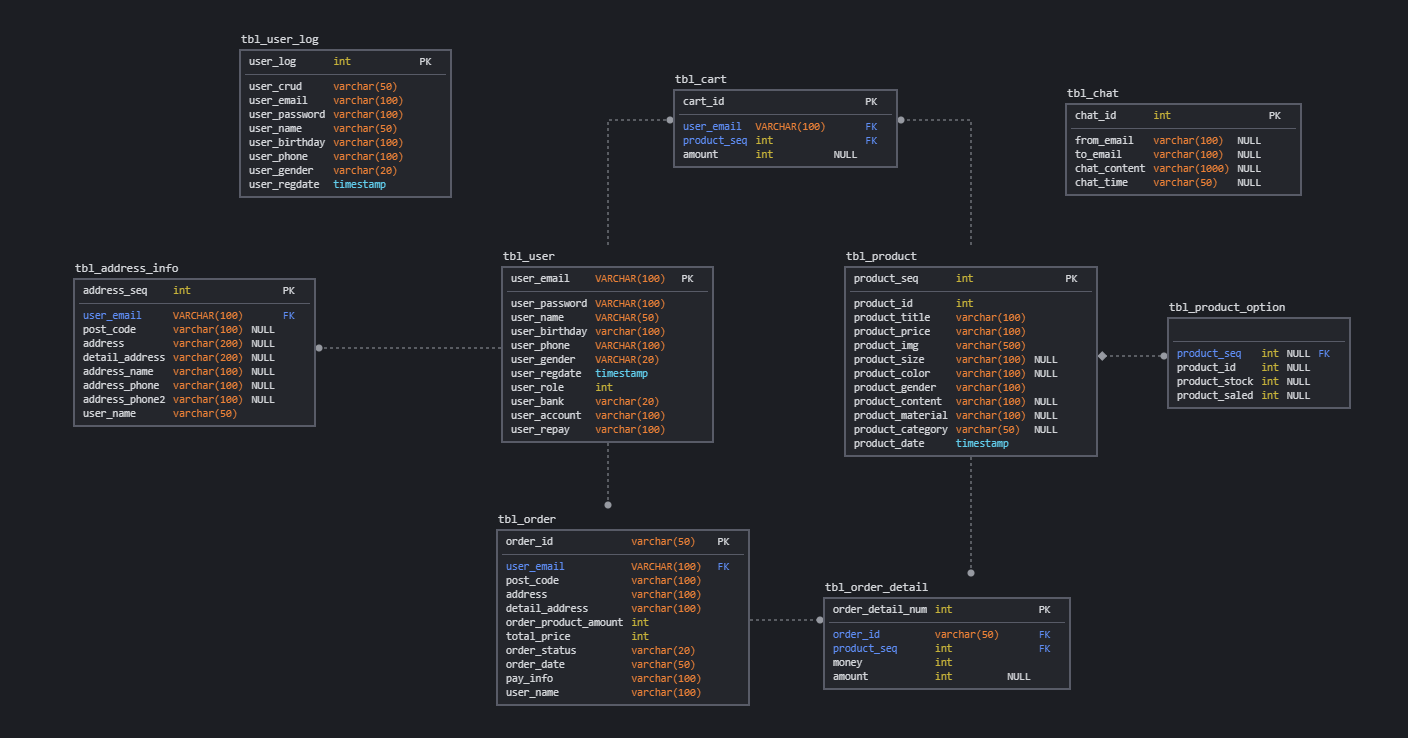 tbl_user_log
user_log int PK
user_crud varchar(50)
user_email varchar(100)
user_password varchar(100)
user_name varchar(50)
user_birthday varchar(100)
user_phone varchar(100)
user_gender varchar(20)
user_regdate timestamp
tbl_cart
cart_id PK
user_email VARCHAR(100) FK
product_seq int FK
amount int NULL
tbl_chat
chat_id int PK
from_email varchar(100) NULL
to_email varchar(100) NULL
chat_content varchar(1000) NULL
chat_time varchar(50) NULL
tbl_address_info
address_seq int PK
user_email VARCHAR(100) FK
post_code varchar(100) NULL
address varchar(200) NULL
detail_address varchar(200) NULL
address_name varchar(100) NULL
address_phone varchar(100) NULL
address_phone2 varchar(100) NULL
user_name varchar(50)
tbl_user
user_email VARCHAR(100) PK
user_password VARCHAR(100)
user_name VARCHAR(50)
user_birthday varchar(100)
user_phone VARCHAR(100)
user_gender VARCHAR(20)
user_regdate timestamp
user_role int
user_bank varchar(20)
user_account varchar(100)
user_repay varchar(100)
tbl_product
product_seq int PK
product_id int
product_title varchar(100)
product_price varchar(100)
product_img varchar(500)
product_size varchar(100) NULL
product_color varchar(100) NULL
product_gender varchar(100)
product_content varchar(100) NULL
product_material varchar(100) NULL
product_category varchar(50) NULL
product_date timestamp
tbl_product_option
product_seq int NULL FK
product_id int NULL
product_stock int NULL
product_saled int NULL
tbl_order
order_id varchar(50) PK
user_email VARCHAR(100) FK
post_code varchar(100)
address varchar(100)
detail_address varchar(100)
order_product_amount int
total_price int
order_status varchar(20)
order_date varchar(50)
pay_info varchar(100)
user_name varchar(100)
tbl_order_detail
order_detail_num int PK
order_id varchar(50) FK
product_seq int FK
money int
amount int NULL